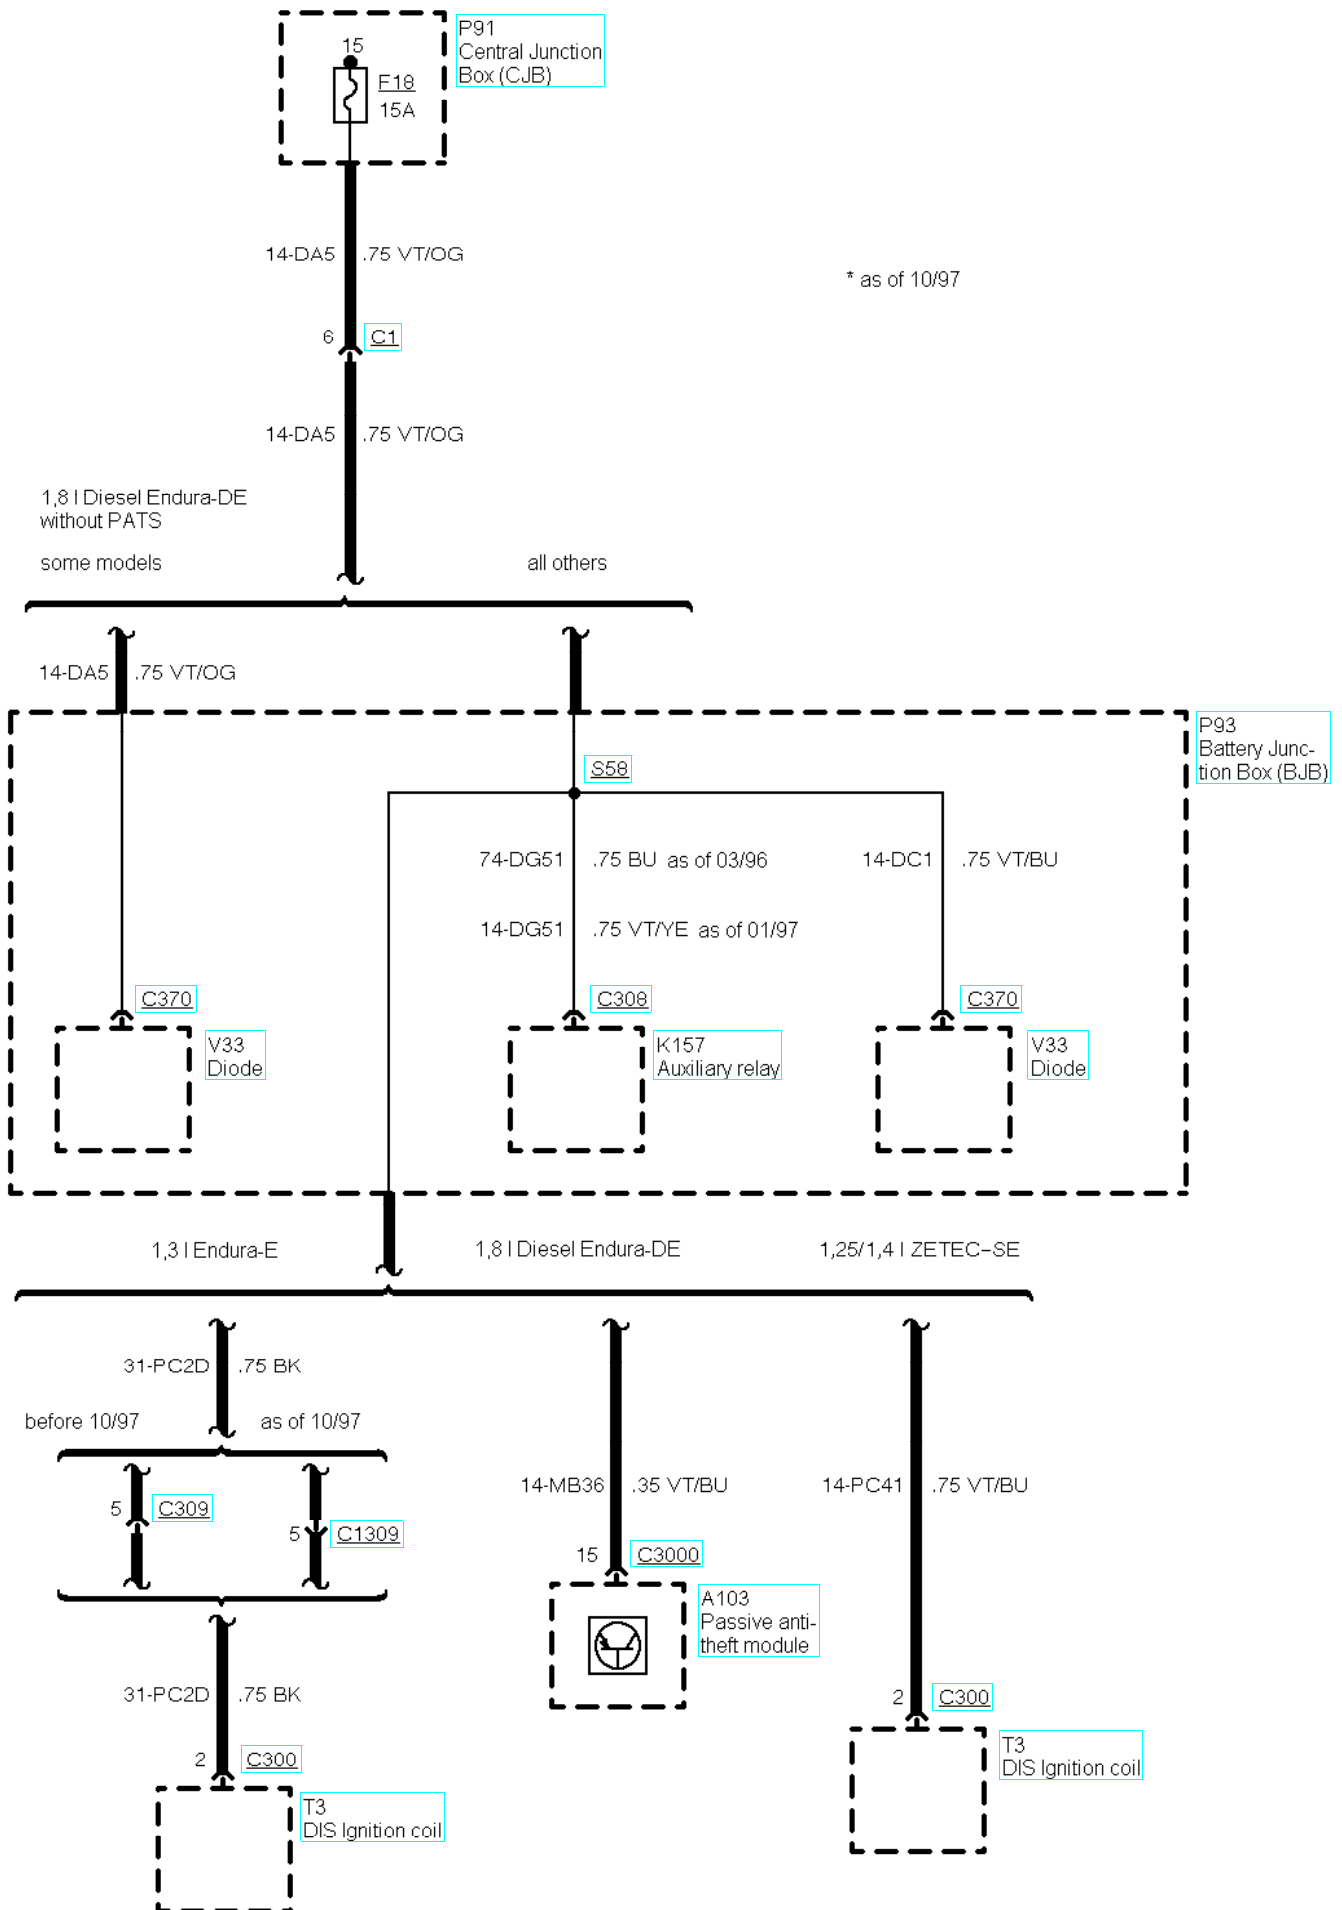 P91
Central Junction
Box (CJB)
15
F18
15A
14-DA5 .75 VT/OG
* as of 10/97
6 C1
14-DA5 .75 VT/OG
1,8 l Diesel Endura-DE
without PATS
some models
all others
14-DA5 .75 VT/OG
P93
Battery Junc-
tion Box (BJB)
S58
74-DG51 .75 BU as of 03/96
14-DC1 .75 VT/BU
14-DG51 .75 VT/YE as of 01/97
C370
C308
C370
V33
Diode
K157
Auxiliary relay
V33
Diode
1,3 l Endura-E
1,8 l Diesel Endura-DE
1,25/1,4 l ZETEC-SE
31-PC2D .75 BK
before 10/97
as of 10/97
14-MB36 .35 VT/BU
14-PC41 .75 VT/BU
5 C309
5 C1309
15 C3000
A103
Passive anti-
theft module
31-PC2D .75 BK
2 C300
T3
DIS Ignition coil
2 C300
T3
DIS Ignition coil